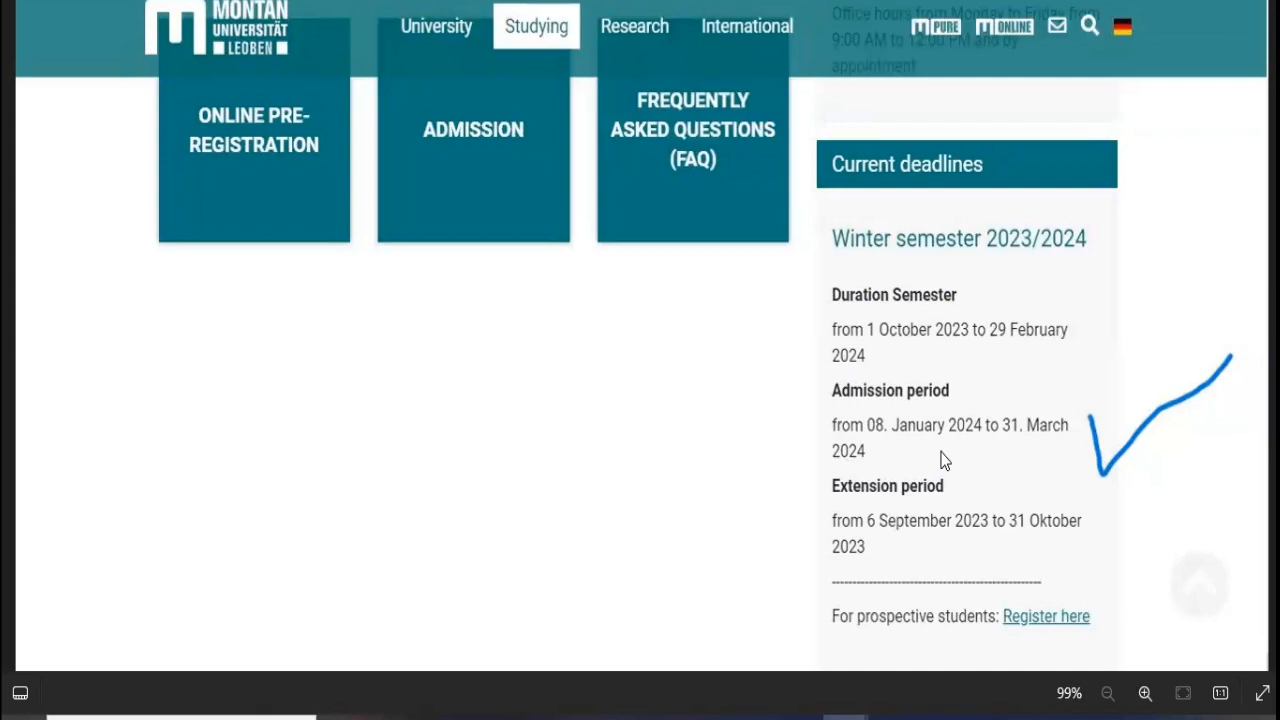 MONTAN
UNIVERSITÄT
LEOBEN
University
Studying
Research
International
PURE
ONLINE
Office hours from Monday to Friday from
9:00 AM to 12:00 PM and by
appointment
ONLINE PRE-
REGISTRATION
ADMISSION
FREQUENTLY
ASKED QUESTIONS
(FAQ)
Current deadlines
Winter semester 2023/2024
Duration Semester
from 1 October 2023 to 29 February
2024
Admission period
from 08. January 2024 to 31. March
2024
Extension period
from 6 September 2023 to 31 Oktober
2023
----------------------------------------------------
For prospective students: Register here
99%
1:1